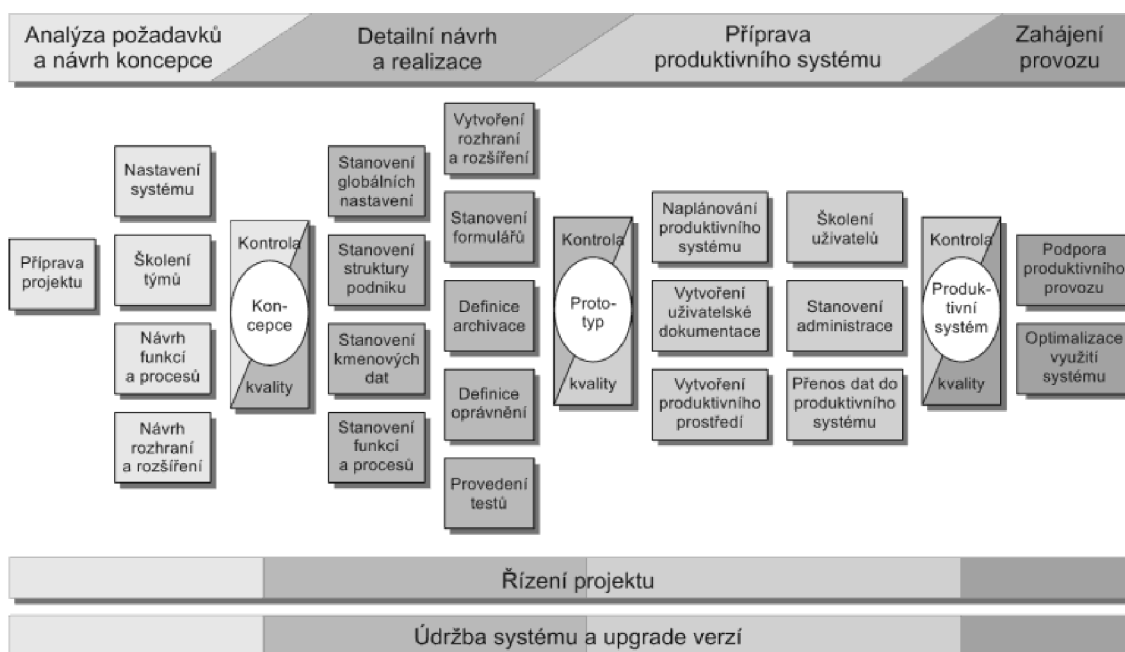 Analýza požadavků
a návrh koncepce
Detailní návrh
a realizace
Příprava
produktivního systému
Zahájení
provozu
Příprava
projektu
Nastavení
systému
Školení
týmů
Návrh
funkcí
a procesů
Návrh
rozhraní
a rozšíření
Kontrola
Kon-
cepce
kvality
Stanovení
globálních
nastavení
Stanovení
struktury
podniku
Stanovení
kmenových
dat
Stanovení
funkcí
a procesů
Vytvoření
rozhraní
a rozšíření
Stanovení
formulářů
Definice
archivace
Definice
oprávnění
Provedení
testů
Kontrola
Proto-
typ
kvality
Naplánování
produktivního
systému
Vytvoření
uživatelské
dokumentace
Vytvoření
produktivního
prostředí
Školení
uživatelů
Stanovení
administrace
Přenos dat do
produktivního
systému
Kontrola
Produk-
tivní
systém
kvality
Podpora
produktivního
provozu
Optimalizace
využití
systému
Řízení projektu
Údržba systému a upgrade verzí